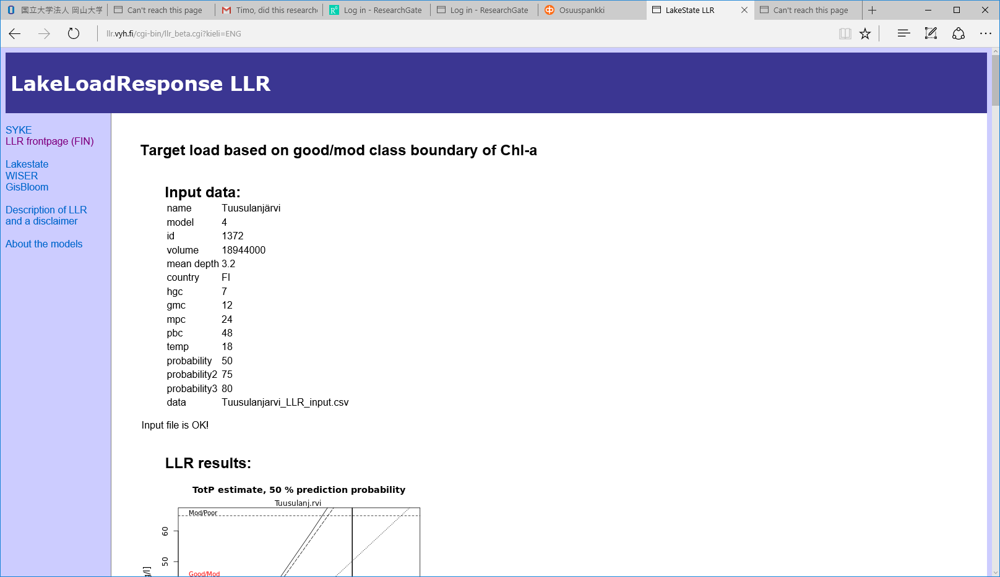 国立大学法人 岡山大学
Can't reach this page
Timo, did this research
Log in - ResearchGate
Log in - ResearchGate
Osuuspankki
LakeState LLR
Can't reach this page
llr.vyh.fi/cgi-bin/llr_beta.cgi?kieli=ENG
LakeLoadResponse LLR
SYKE
LLR frontpage (FIN)
Lakestate
WISER
GisBloom
Description of LLR
and a disclaimer
About the models
Target load based on good/mod class boundary of Chl-a
Input data:
name Tuusulanjärvi
model 4
id 1372
volume 18944000
mean depth 3.2
country FI
hgc 7
gmc 12
mpc 24
pbc 48
temp 18
probability 50
probability2 75
probability3 80
data Tuusulanjarvi_LLR_input.csv
Input file is OK!
LLR results:
TotP estimate, 50 % prediction probability
Tuusulanj.rvi
Mod/Poor
60
50
Good/Mod